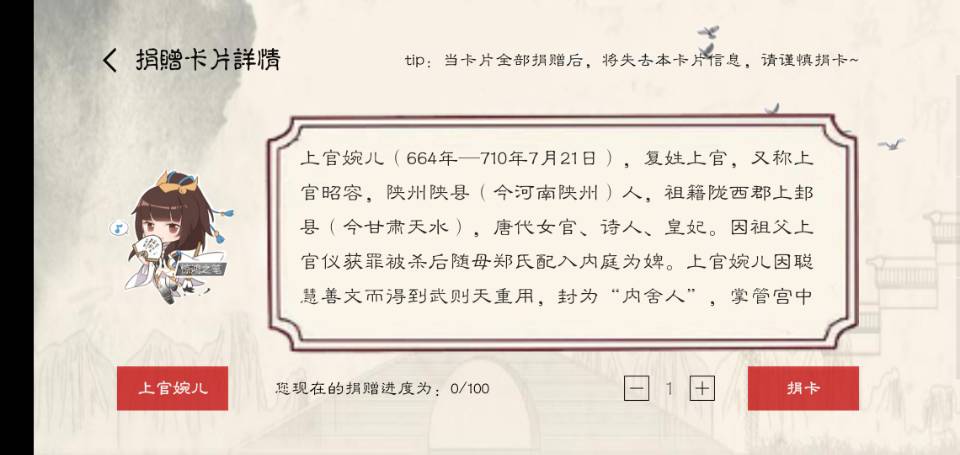 捐贈卡片詳情
tip：当卡片全部捐赠后，将失去本卡片信息，请谨慎捐卡~
上官婉儿（664年—710年7月21日），复姓上官，又称上
官昭容，陕州陕县（今河南陕州）人，祖籍陇西郡上邽
县（今甘肃天水），唐代女官、诗人、皇妃。因祖父上
官仪获罪被杀后随母郑氏配入内庭为婢。上官婉儿因聪
慧善文而得到武则天重用，封为“内舍人”，掌管宫中
惊鸿之笔
上官婉儿
您现在的捐赠进度为：0/100
1
捐卡